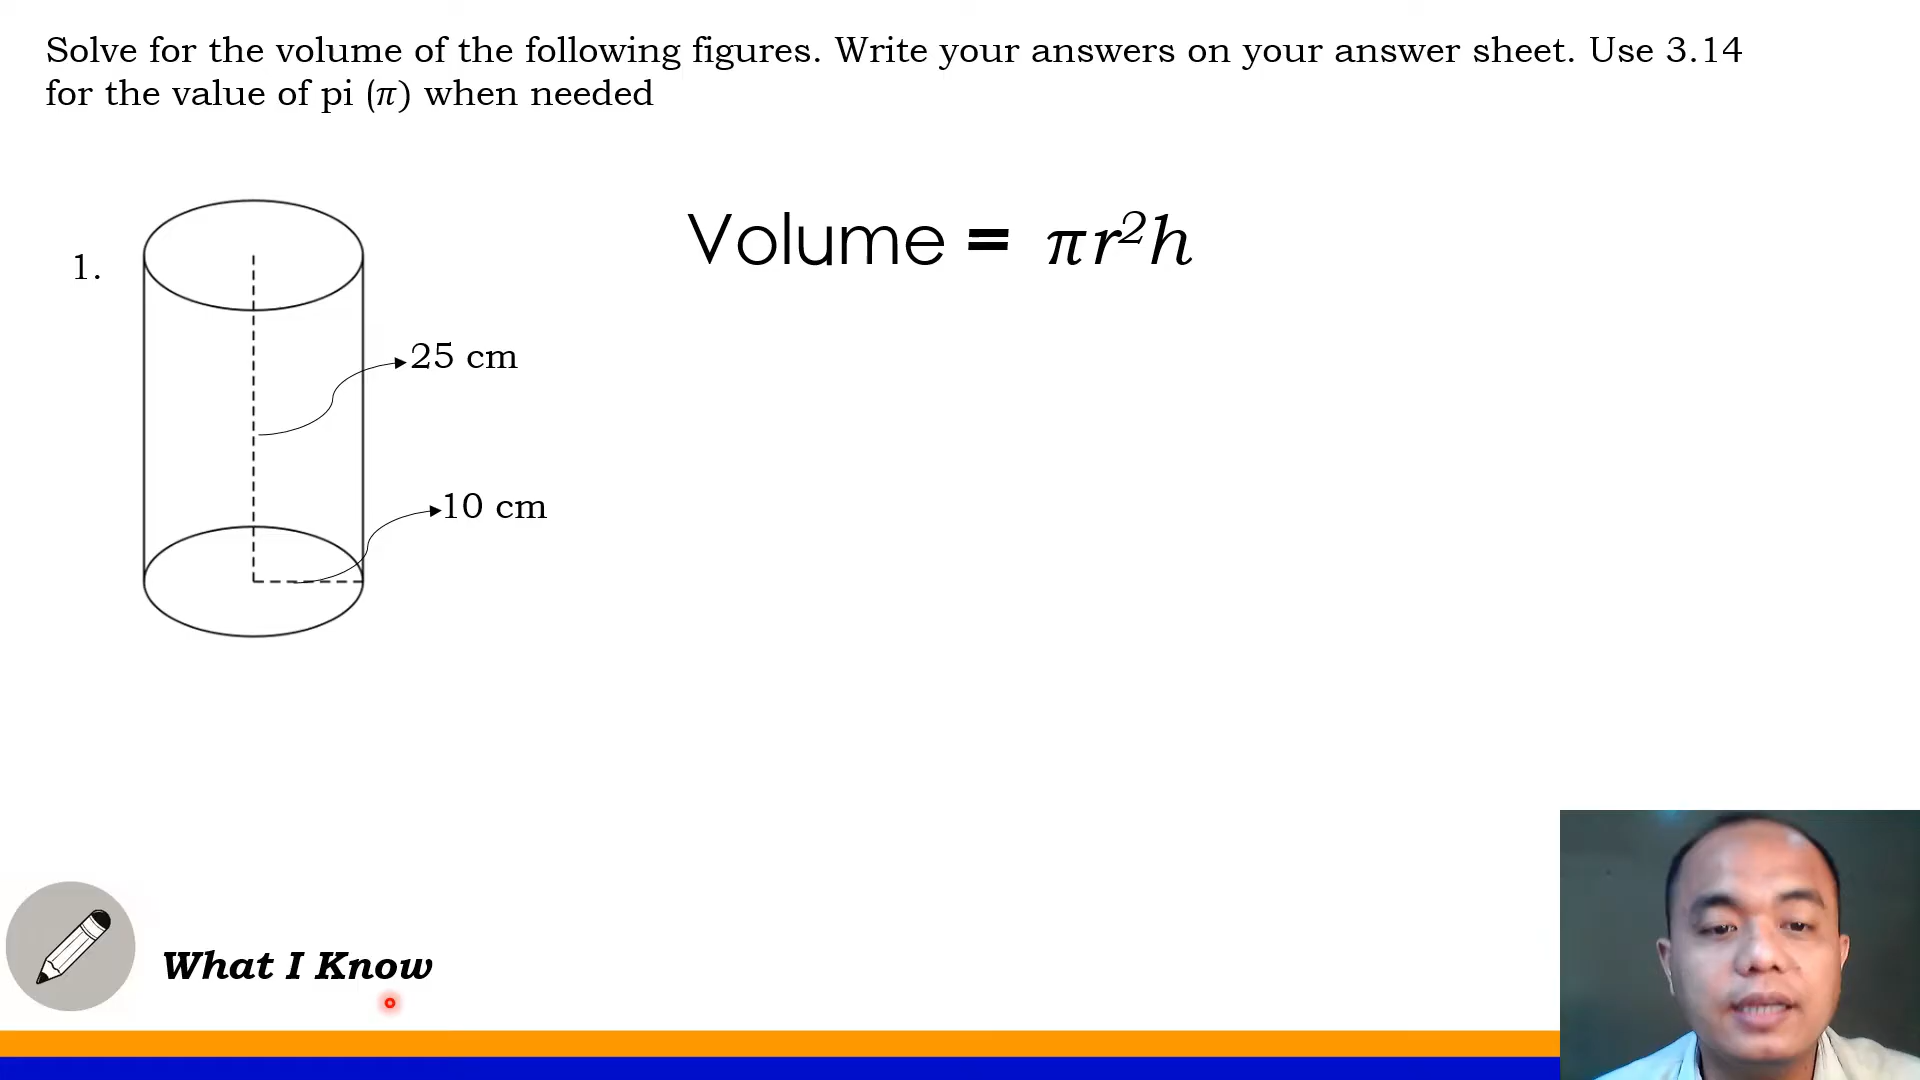 Solve for the volume of the following figures. Write your answers on your answer sheet. Use 3.14
for the value of pi (π) when needed
Volume = πr²h
1.
25 cm
10 cm
What I Know